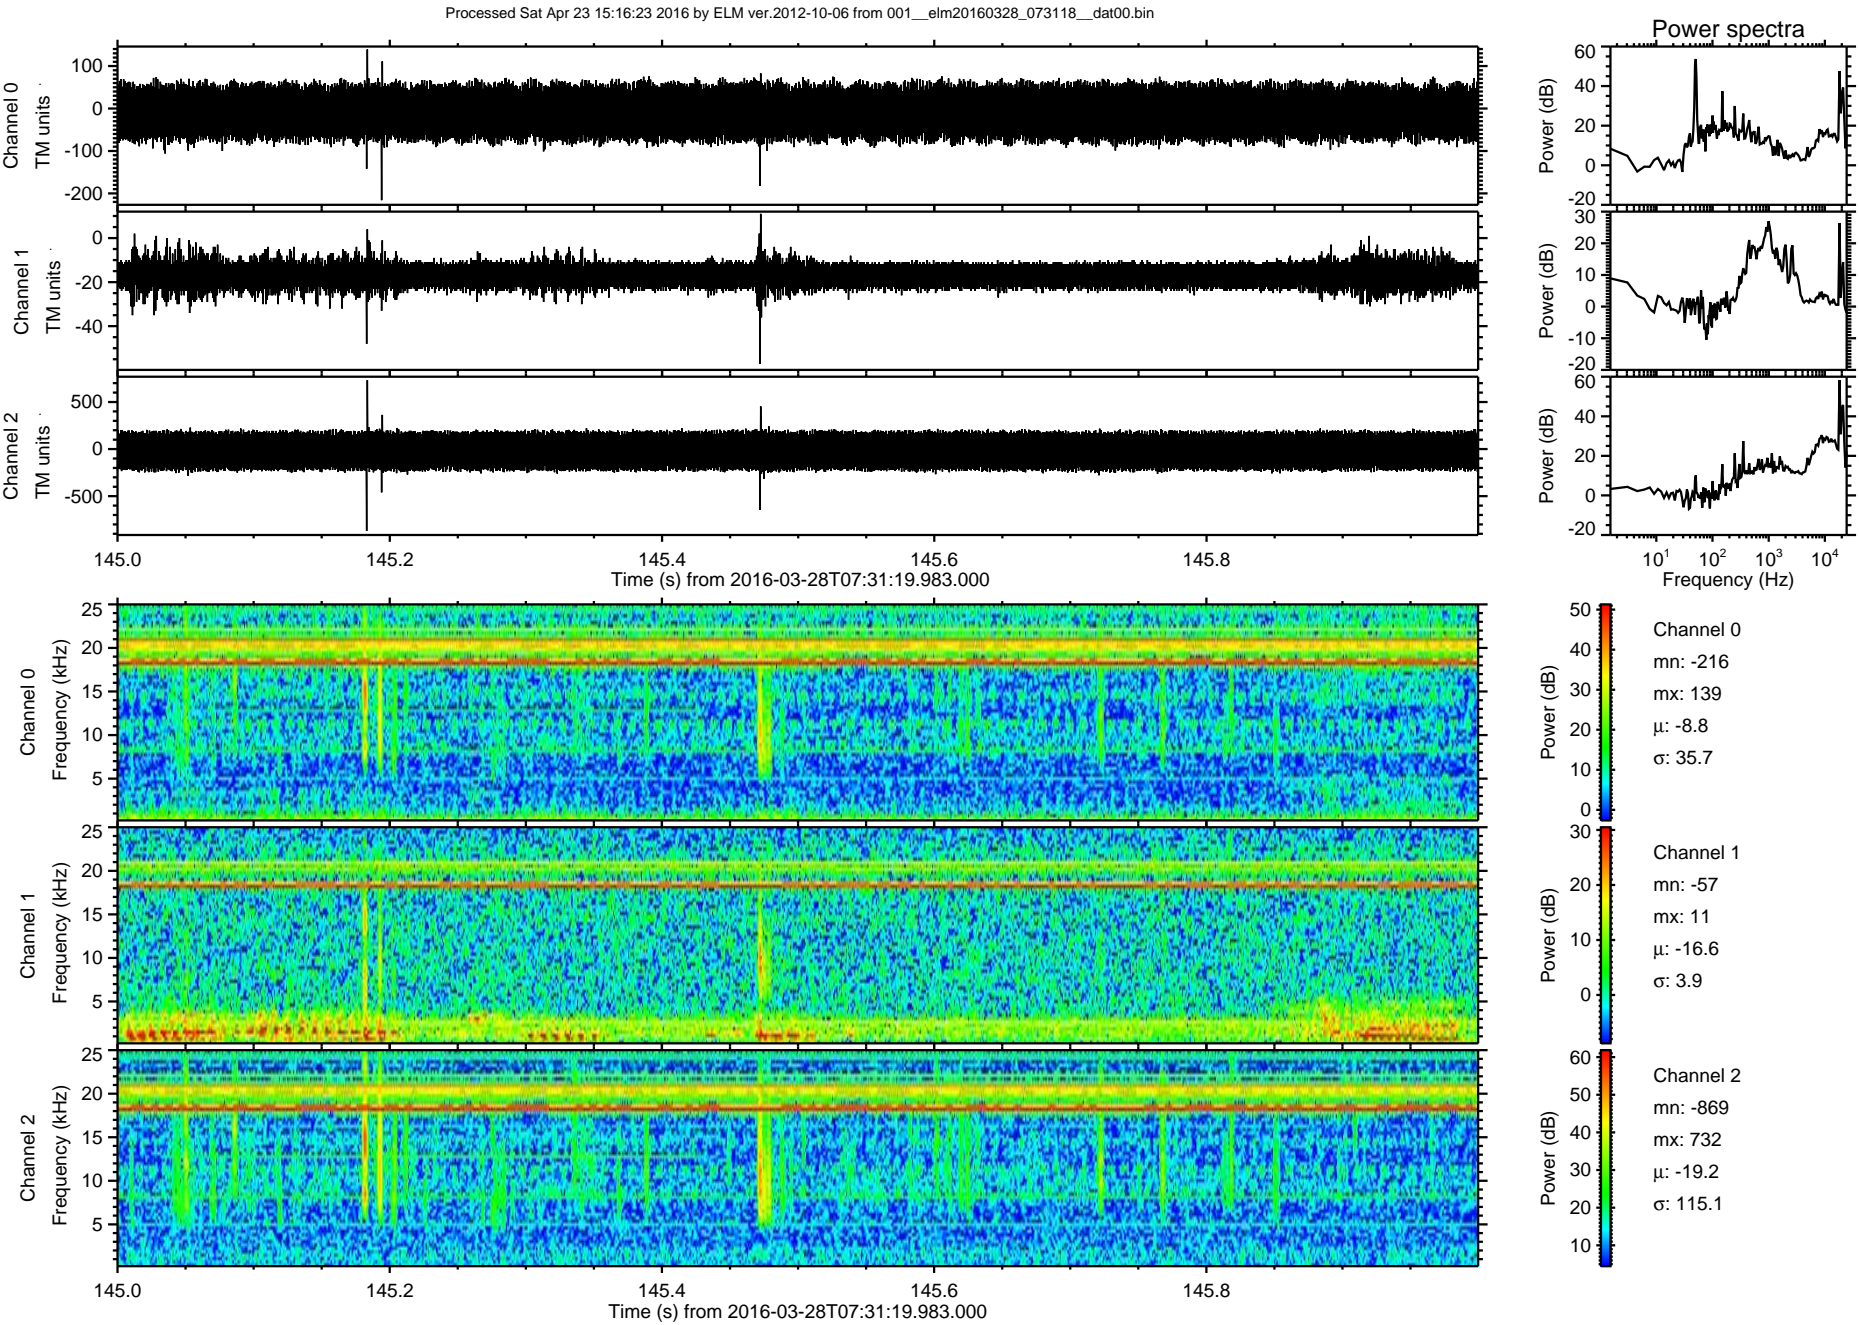 Processed Sat Apr 23 15:16:23 2016 by ELM ver.2012-10-06 from 001__elm20160328_073118__dat00.bin
Power spectra
Channel 0
TM units
100
0
-100
-200
Power (dB)
60
40
20
0
-20
Channel 1
TM units
0
-20
-40
Power (dB)
30
20
10
0
-10
-20
Channel 2
TM units
500
0
-500
Power (dB)
60
40
20
0
-20
145.0 145.2 145.4 145.6 145.8
Time (s) from 2016-03-28T07:31:19.983.000
10¹ 10² 10³ 10⁴
Frequency (Hz)
Channel 0
Frequency (kHz)
25
20
15
10
5
Power (dB)
50
40
30
20
10
0
Channel 0
mn: -216
mx: 139
μ: -8.8
σ: 35.7
Channel 1
Frequency (kHz)
25
20
15
10
5
Power (dB)
30
20
10
0
Channel 1
mn: -57
mx: 11
μ: -16.6
σ: 3.9
Channel 2
Frequency (kHz)
25
20
15
10
5
Power (dB)
60
50
40
30
20
10
Channel 2
mn: -869
mx: 732
μ: -19.2
σ: 115.1
145.0 145.2 145.4 145.6 145.8
Time (s) from 2016-03-28T07:31:19.983.000